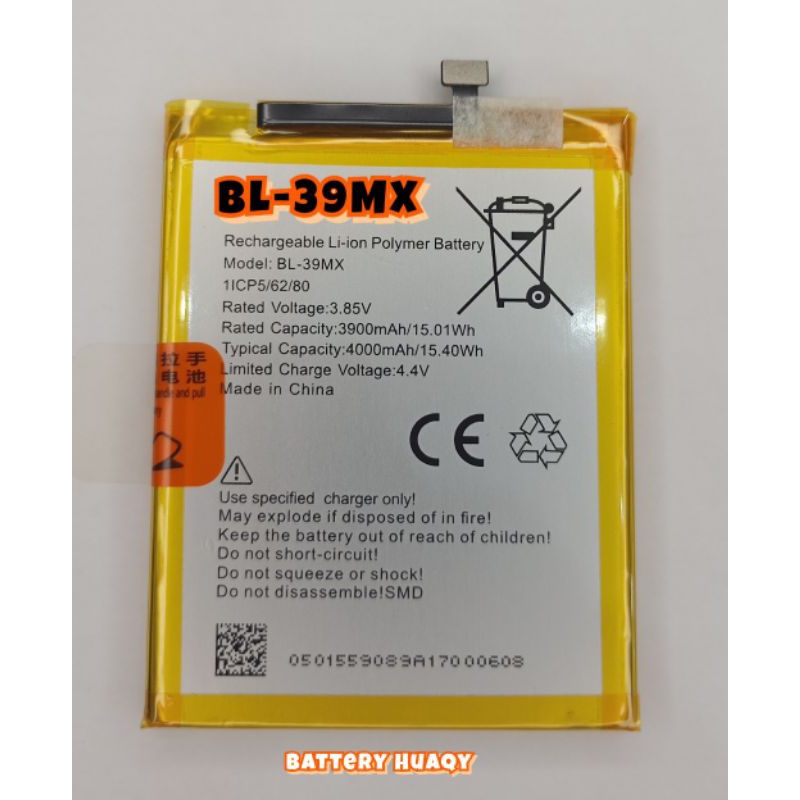 BL-39MX
Rechargeable Li-ion Polymer Battery
Model: BL-39MX
1ICP5/62/80
Rated Voltage:3.85V
Rated Capacity:3900mAh/15.01Wh
Typical Capacity:4000mAh/15.40Wh
Limited Charge Voltage:4.4V
Made in China
拉手
电池
and pull
CE
Use specified charger only!
May explode if disposed of in fire!
Keep the battery out of reach of children!
Do not short-circuit!
Do not squeeze or shock!
Do not disassemble!SMD
0501559089A17000608
BATTERY HUAQY